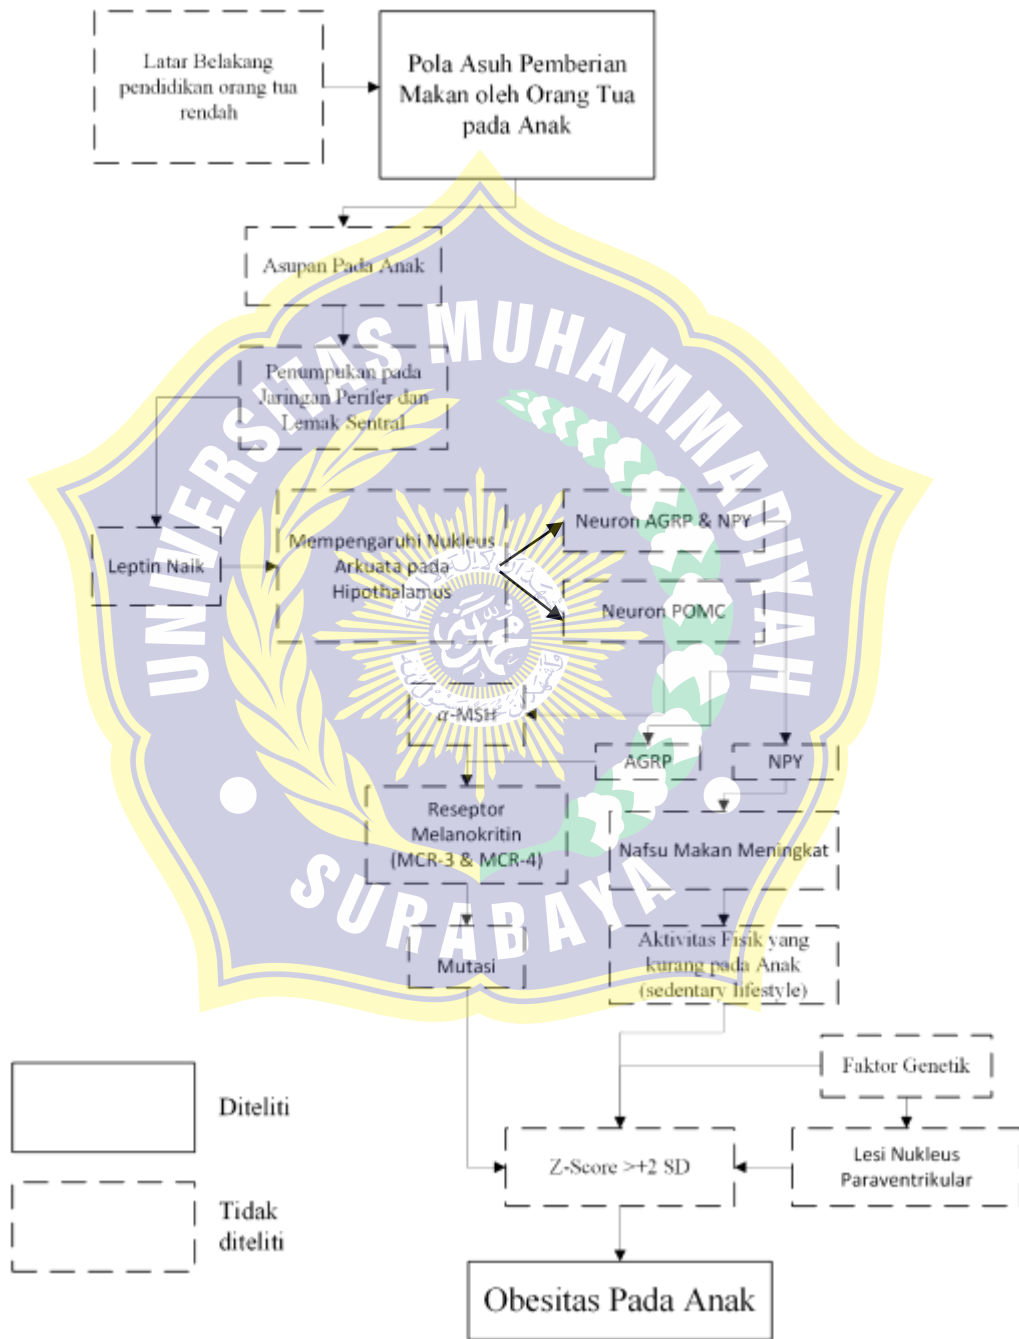 Latar Belakang
pendidikan orang tua
rendah
Pola Asuh Pemberian
Makan oleh Orang Tua
pada Anak
Asupan Pada Anak
UNIVERSITAS MUHAMMADIYAH
Penumpukan pada
Jaringan Perifer dan
Lemak Sentral
Leptin Naik
Mempengaruhi Nukleus
Arkuata pada
Hipothalamus
Neuron AGRP & NPY
Neuron POMC
α-MSH
AGRP
NPY
Reseptor
Melanokritin
(MCR-3 & MCR-4)
Nafsu Makan Meningkat
SURABAYA
Mutasi
Aktivitas Fisik yang
kurang pada Anak
(sedentary lifestyle)
Faktor Genetik
Diteliti
Z-Score >+2 SD
Lesi Nukleus
Paraventrikular
Tidak
diteliti
Obesitas Pada Anak